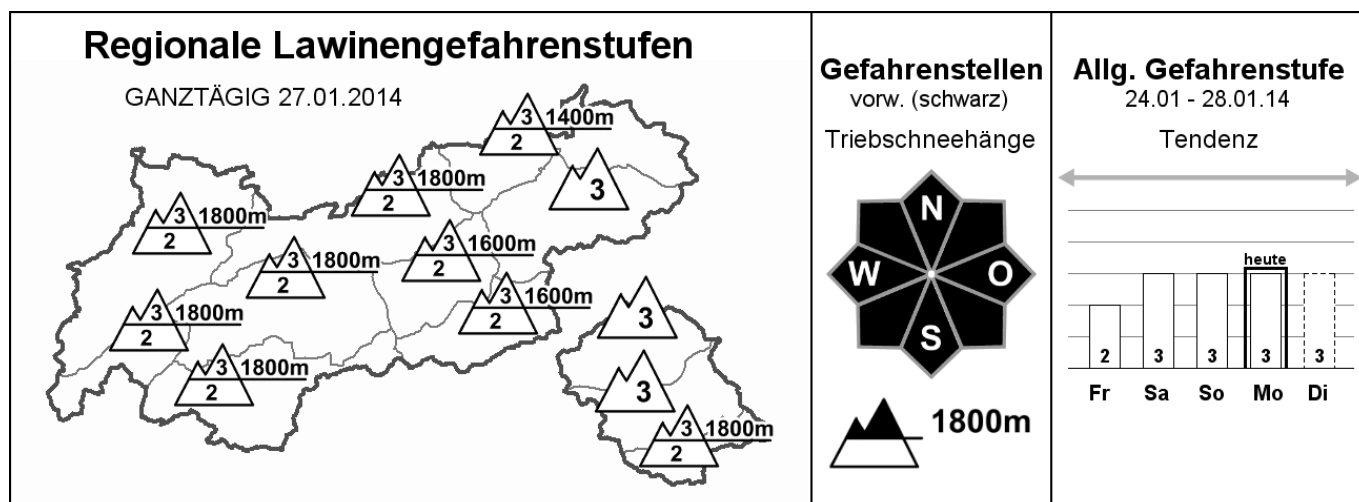 Regionale Lawinengefahrenstufen
GANZTÄGIG 27.01.2014
3 1400m
2
3
3 1800m
2
3 1800m
2
3 1600m
2
3 1800m
2
3 1600m
2
3
3 1800m
2
3 1800m
2
3
3 1800m
2
Gefahrenstellen
vorw. (schwarz)
Triebschneehänge
N
W O
S
1800m
Allg. Gefahrenstufe
24.01 - 28.01.14
Tendenz
heute
2 3 3 3 3
Fr Sa So Mo Di